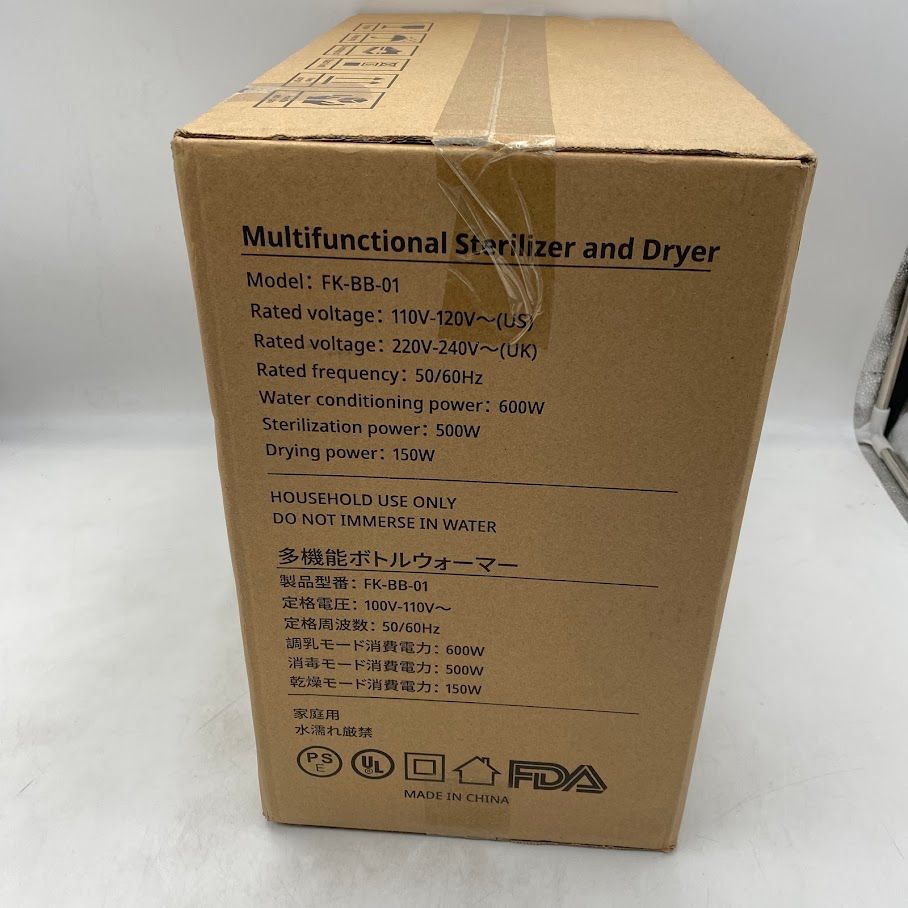 Multifunctional Sterilizer and Dryer
Model: FK-BB-01
Rated voltage: 110V-120V～(US)
Rated voltage: 220V-240V～(UK)
Rated frequency: 50/60Hz
Water conditioning power: 600W
Sterilization power: 500W
Drying power: 150W
HOUSEHOLD USE ONLY
DO NOT IMMERSE IN WATER
多機能ボトルウォーマー
製品型番: FK-BB-01
定格電圧: 100V-110V～
定格周波数: 50/60Hz
調乳モード消費電力: 600W
消毒モード消費電力: 500W
乾燥モード消費電力: 150W
家庭用
水濡れ厳禁
PS E UL FDA
MADE IN CHINA